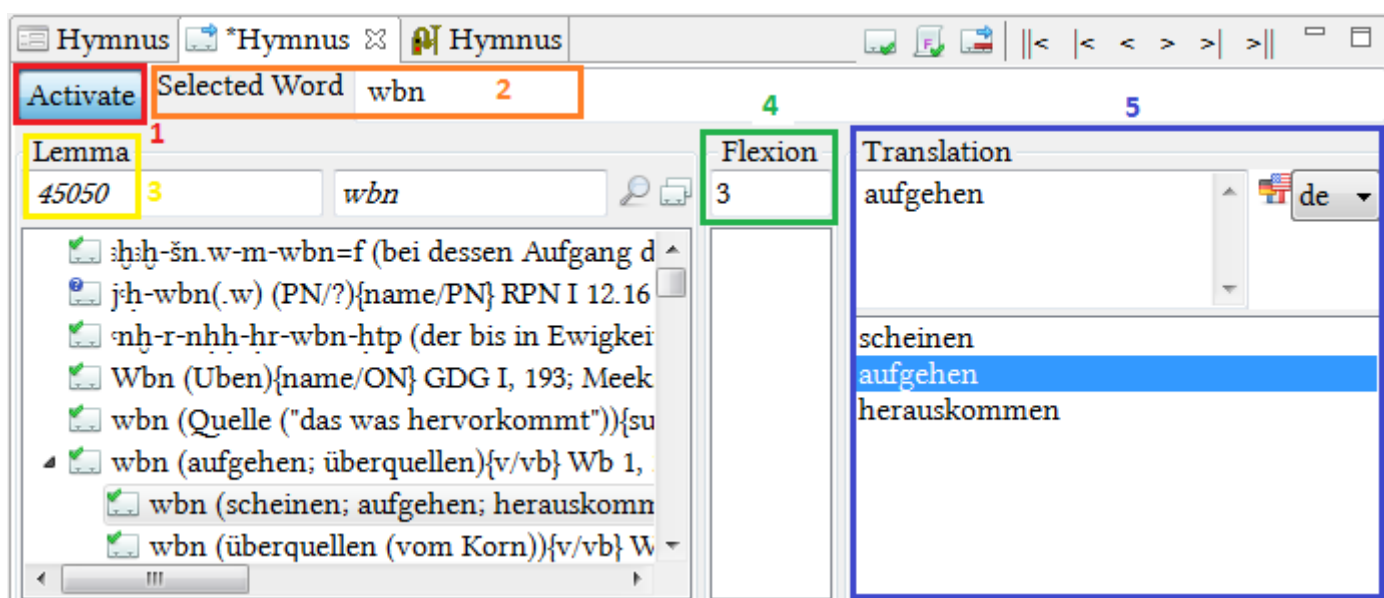 Hymnus *Hymnus Hymnus ||< |< < > >| >||
Activate Selected Word wbn 2
1 4 5
Lemma Flexion Translation
45050 3 wbn 3 aufgehen de
ꜣḫꜣḫ-šn.w-m-wbn=f (bei dessen Aufgang d
jꜥḥ-wbn(.w) (PN/?){name/PN} RPN I 12.16
ꜥnḫ-r-nḥḥ-ḥr-wbn-ḥtp (der bis in Ewigkei
Wbn (Uben){name/ON} GDG I, 193; Meek
wbn (Quelle ("das was hervorkommt")){su
wbn (aufgehen; überquellen){v/vb} Wb 1,
wbn (scheinen; aufgehen; herauskomm
wbn (überquellen (vom Korn)){v/vb} W
scheinen
aufgehen
herauskommen